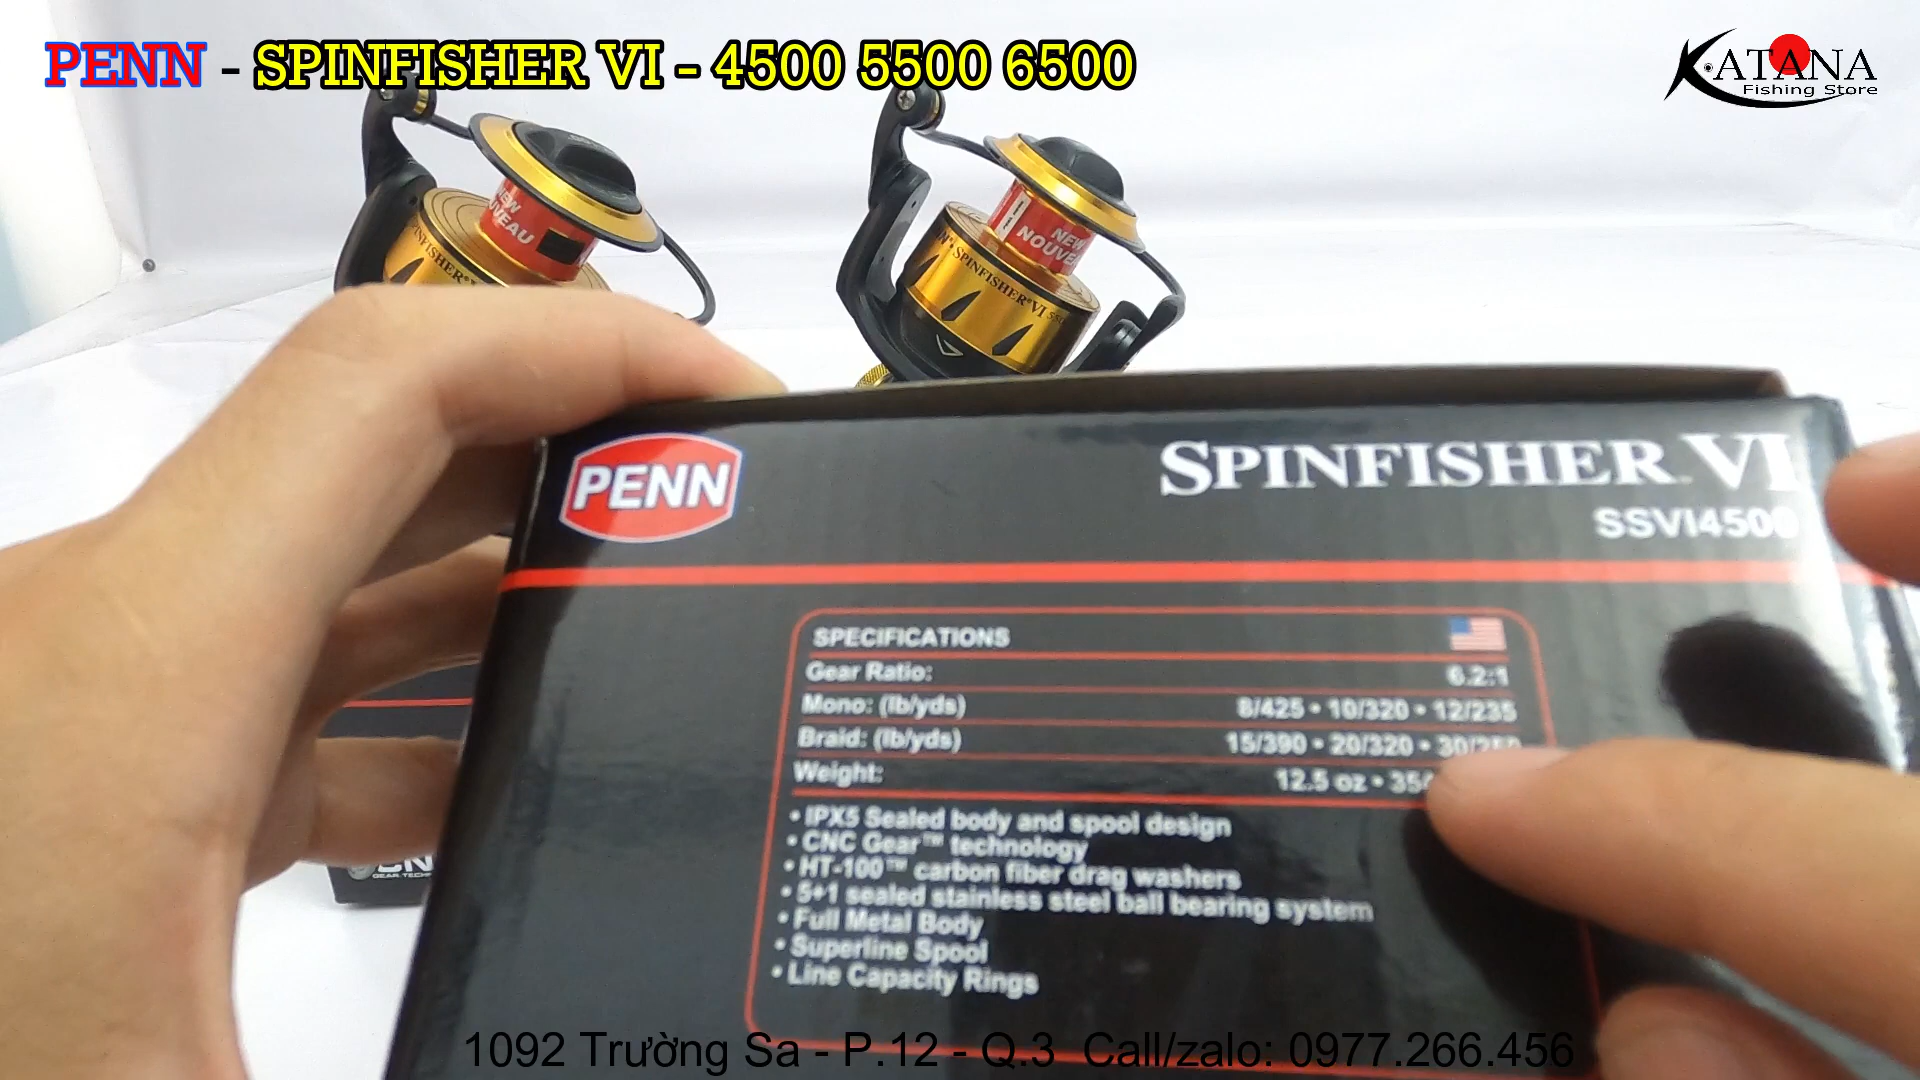 PENN - SPINFISHER VI - 4500 5500 6500
KATANA
Fishing Store
NEW
NOUVEAU
SPINFISHER
SPINFISHER VI
PENN
SPINFISHER VI
SSVI4500
SPECIFICATIONS
Gear Ratio: 6.2:1
Mono: (lb/yds) 8/425 • 10/320 • 12/235
Braid: (lb/yds) 15/390 • 20/320 •
Weight: 12.5 oz •
• IPX5 Sealed body and spool design
• CNC Gear™ technology
• HT-100™ carbon fiber drag washers
• 5+1 sealed stainless steel ball bearing system
• Full Metal Body
• Superline Spool
• Line Capacity Rings
1092 Trường Sa - P.12 - Q.3 Call/zalo: 0977.266.456